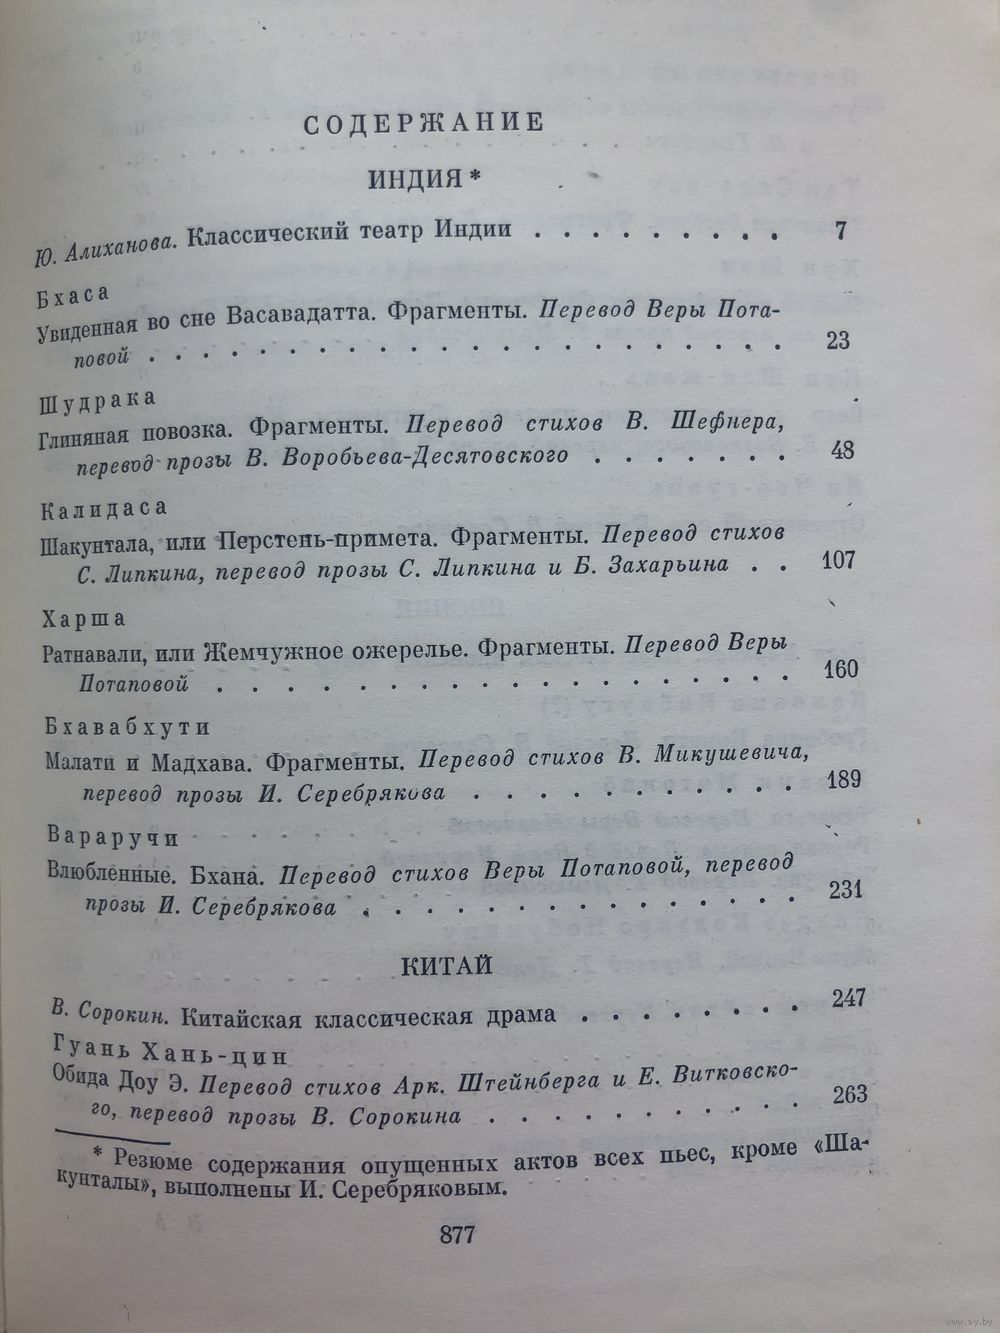 СОДЕРЖАНИЕ
ИНДИЯ *
Ю. Алиханова. Классический театр Индии . . . . . . . . . 7
Бхаса
Увиденная во сне Васавадатта. Фрагменты. Перевод Веры Пота-
повой . . . . . . . . . . . . . . . . . . . . . . . 23
Шудрака
Глиняная повозка. Фрагменты. Перевод стихов В. Шефнера,
перевод прозы В. Воробьева-Десятовского . . . . . . . 48
Калидаса
Шакунтала, или Перстень-примета. Фрагменты. Перевод стихов
С. Липкина, перевод прозы С. Липкина и Б. Захарьина . . 107
Харша
Ратнавали, или Жемчужное ожерелье. Фрагменты. Перевод Веры
Потаповой . . . . . . . . . . . . . . . . . . . . 160
Бхавабхути
Малати и Мадхава. Фрагменты. Перевод стихов В. Микушевича,
перевод прозы И. Серебрякова . . . . . . . . . . . 189
Вараручи
Влюбленные. Бхана. Перевод стихов Веры Потаповой, перевод
прозы И. Серебрякова . . . . . . . . . . . . . . . 231
КИТАЙ
В. Сорокин. Китайская классическая драма . . . . . . . . 247
Гуань Хань-цин
Обида Доу Э. Перевод стихов Арк. Штейнберга и Е. Витковско-
го, перевод прозы В. Сорокина . . . . . . . . . . . 263
* Резюме содержания опущенных актов всех пьес, кроме «Ша-
кунталы», выполнены И. Серебряковым.
877
www.ay.by